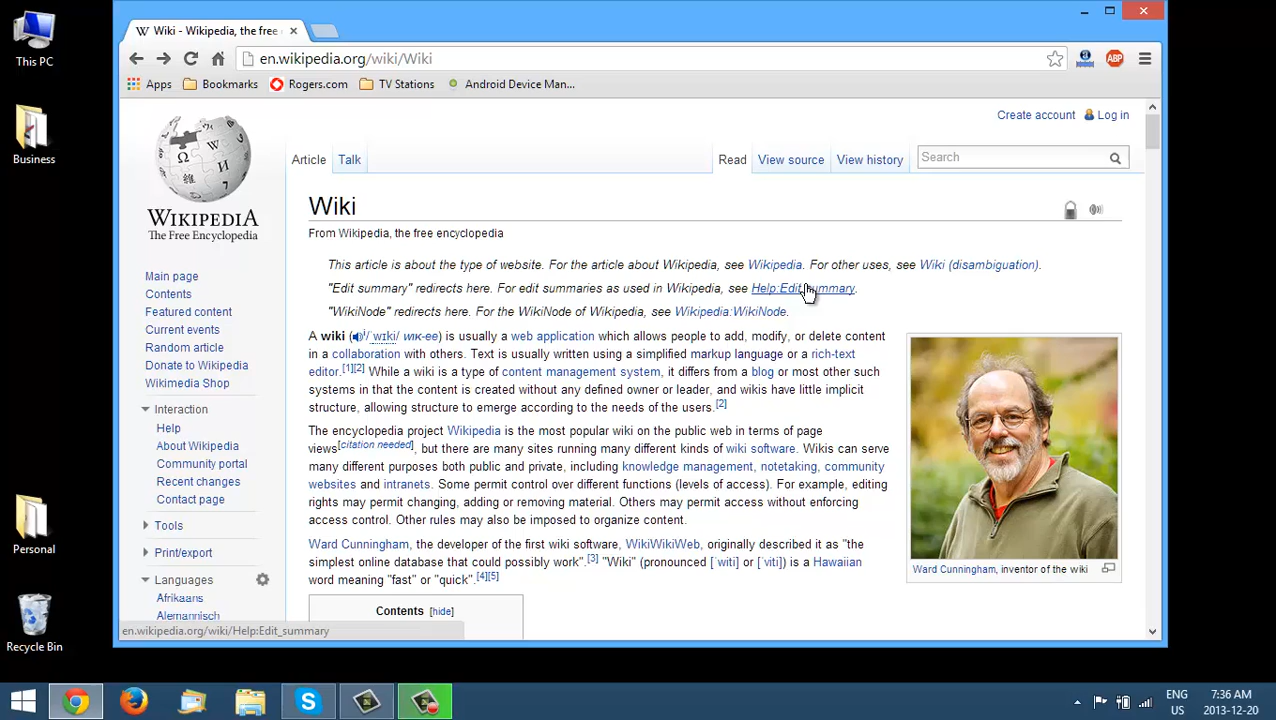 This PC
Business
Personal
Recycle Bin
Wiki - Wikipedia, the free
en.wikipedia.org/wiki/Wiki
ABP
Apps Bookmarks Rogers.com TV Stations Android Device Man...
Create account Log in
WIKIPEDIA
The Free Encyclopedia
Article Talk Read View source View history Search
Main page
Contents
Featured content
Current events
Random article
Donate to Wikipedia
Wikimedia Shop
Interaction
Help
About Wikipedia
Community portal
Recent changes
Contact page
Tools
Print/export
Languages
Afrikaans
Alemannisch
Wiki
From Wikipedia, the free encyclopedia
This article is about the type of website. For the article about Wikipedia, see Wikipedia. For other uses, see Wiki (disambiguation).
"Edit summary" redirects here. For edit summaries as used in Wikipedia, see Help:Edit summary.
"WikiNode" redirects here. For the WikiNode of Wikipedia, see Wikipedia:WikiNode.
A wiki (i/ˈwɪki/ WIK-ee) is usually a web application which allows people to add, modify, or delete content
in a collaboration with others. Text is usually written using a simplified markup language or a rich-text
editor.[1][2] While a wiki is a type of content management system, it differs from a blog or most other such
systems in that the content is created without any defined owner or leader, and wikis have little implicit
structure, allowing structure to emerge according to the needs of the users.[2]
The encyclopedia project Wikipedia is the most popular wiki on the public web in terms of page
views[citation needed], but there are many sites running many different kinds of wiki software. Wikis can serve
many different purposes both public and private, including knowledge management, notetaking, community
websites and intranets. Some permit control over different functions (levels of access). For example, editing
rights may permit changing, adding or removing material. Others may permit access without enforcing
access control. Other rules may also be imposed to organize content.
Ward Cunningham, the developer of the first wiki software, WikiWikiWeb, originally described it as "the
simplest online database that could possibly work".[3] "Wiki" (pronounced [ˈwiti] or [ˈviti]) is a Hawaiian
word meaning "fast" or "quick".[4][5]
Contents [hide]
Ward Cunningham, inventor of the wiki
en.wikipedia.org/wiki/Help:Edit_summary
ENG
US
7:36 AM
2013-12-20